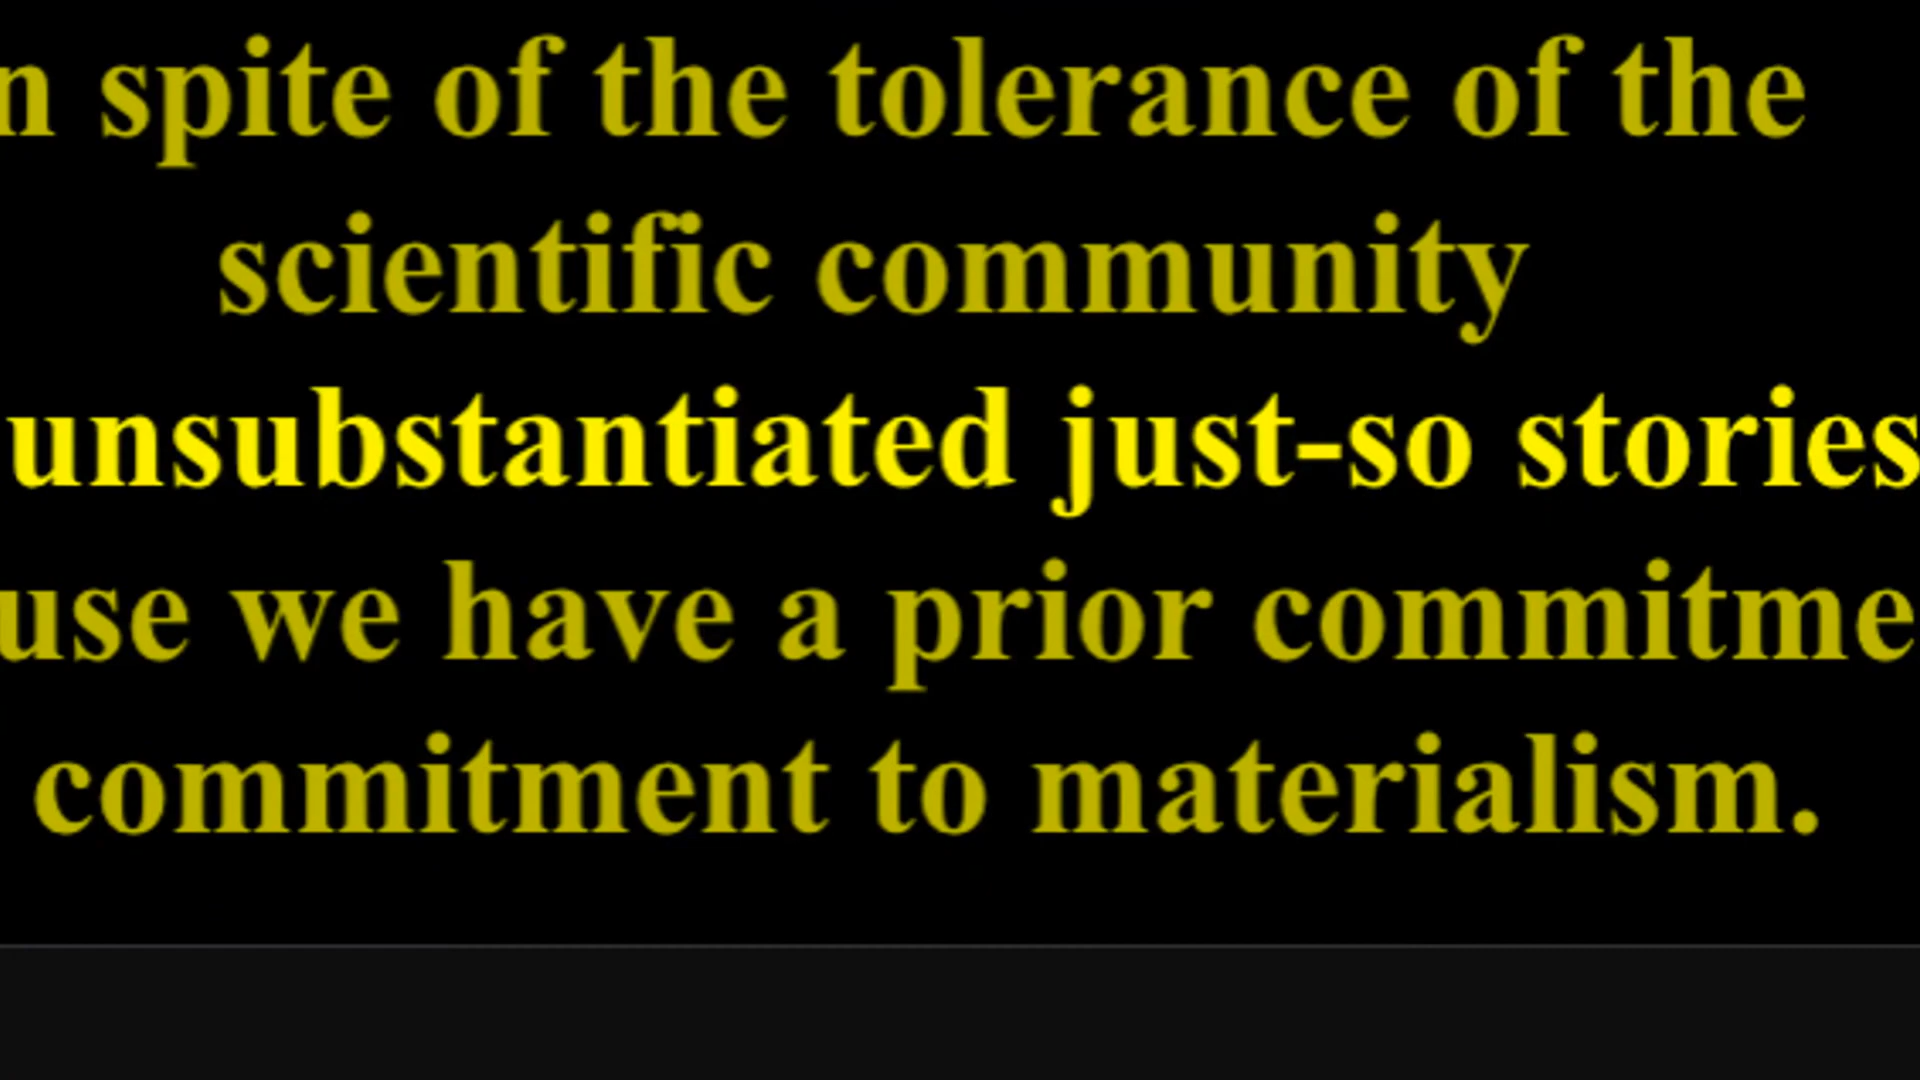 n spite of the tolerance of the
scientific community
unsubstantiated just-so stories
use we have a prior commitme
commitment to materialism.